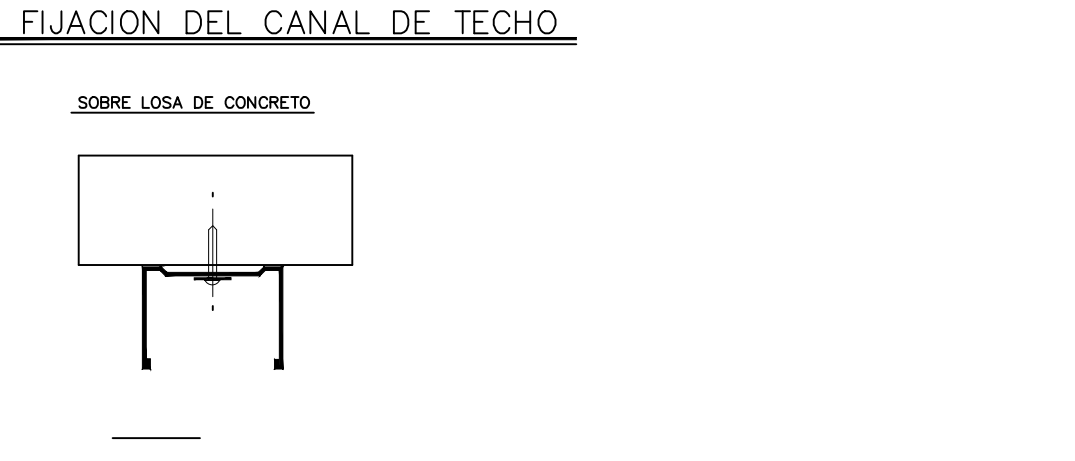 FIJACION DEL CANAL DE TECHO
SOBRE LOSA DE CONCRETO